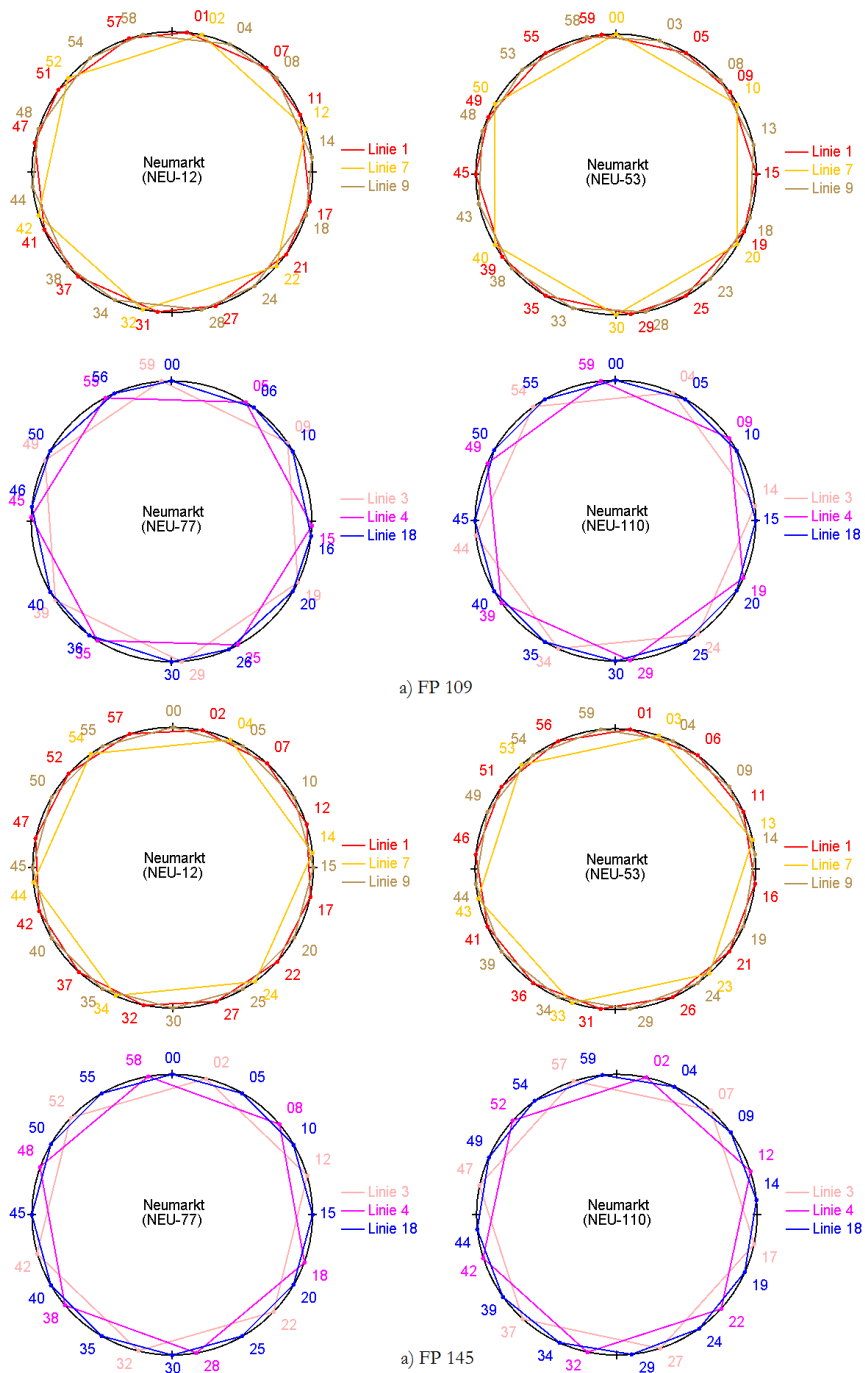 01 02 04 07 08 11 12 14 17 18 21 22 24 27 28 31 32 34 37 38 41 42 44 47 48 51 52 54 57 58
Neumarkt
(NEU-12)
Linie 1
Linie 7
Linie 9
00 03 05 08 09 10 13 15 18 19 20 23 25 28 29 30 33 35 38 39 40 43 45 48 49 50 53 55 58 59
Neumarkt
(NEU-53)
Linie 1
Linie 7
Linie 9
00 05 06 09 10 15 16 19 20 25 26 29 30 35 36 39 40 45 46 49 50 55 56 59
Neumarkt
(NEU-77)
Linie 3
Linie 4
Linie 18
00 04 05 09 10 14 15 19 20 24 25 29 30 34 35 39 40 44 45 49 50 54 55 59
Neumarkt
(NEU-110)
Linie 3
Linie 4
Linie 18
a) FP 109
00 02 04 05 07 10 12 14 15 17 20 22 24 25 27 30 32 34 35 37 40 42 44 45 47 50 52 54 55 57
Neumarkt
(NEU-12)
Linie 1
Linie 7
Linie 9
01 03 04 06 09 11 13 14 16 19 21 23 24 26 29 31 33 34 36 39 41 43 44 46 49 51 53 54 56 59
Neumarkt
(NEU-53)
Linie 1
Linie 7
Linie 9
00 02 05 08 10 12 15 18 20 22 25 28 30 32 35 38 40 42 45 48 50 52 55 58
Neumarkt
(NEU-77)
Linie 3
Linie 4
Linie 18
02 04 07 09 12 14 17 19 22 24 27 29 32 34 37 39 42 44 47 49 52 54 57 59
Neumarkt
(NEU-110)
Linie 3
Linie 4
Linie 18
a) FP 145